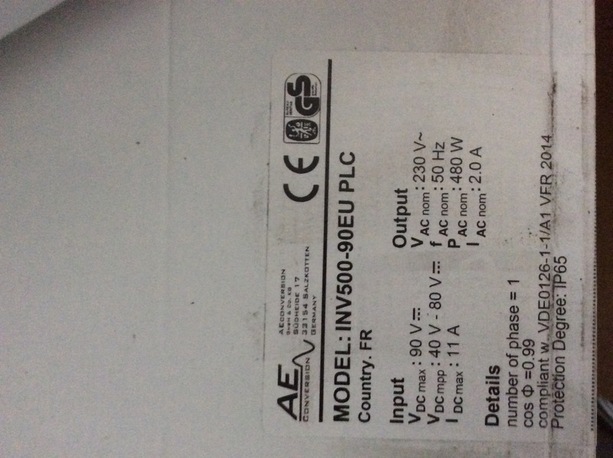 AE
CONVERSION
AECONVERSION
GMBH & CO. KG
SÜDHEIDE 17
33154 SALZKOTTEN
GERMANY
CE
GS
MODEL: INV500-90EU PLC
Country. FR
Input
V DC max : 90 V⎓
V DC mpp : 40 V - 80 V⎓
I DC max : 11 A
Output
V AC nom : 230 V~
f AC nom : 50 Hz
P AC nom : 480 W
I AC nom : 2.0 A
Details
number of phase = 1
cos Φ =0.99
compliant w. VDE0126-1-1/A1 VFR 2014
Protection Degree: IP65